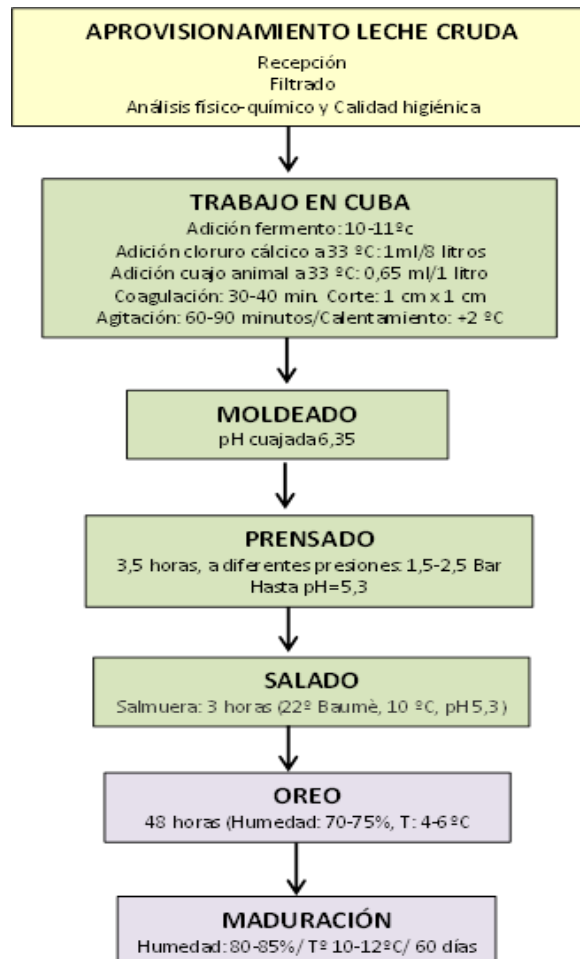 APROVISIONAMIENTO LECHE CRUDA
Recepción
Filtrado
Análisis físico-químico y Calidad higiénica
TRABAJO EN CUBA
Adición fermento: 10-11ºc
Adición cloruro cálcico a 33 ºC: 1ml/8 litros
Adición cuajo animal a 33 ºC: 0,65 ml/1 litro
Coagulación: 30-40 min. Corte: 1 cm x 1 cm
Agitación: 60-90 minutos/Calentamiento: +2 ºC
MOLDEADO
pH cuajada 6,35
PRENSADO
3,5 horas, a diferentes presiones: 1,5-2,5 Bar
Hasta pH=5,3
SALADO
Salmuera: 3 horas (22º Baumè, 10 ºC, pH 5,3)
OREO
48 horas (Humedad: 70-75%, T: 4-6ºC
MADURACIÓN
Humedad: 80-85%/ Tº 10-12ºC/ 60 días